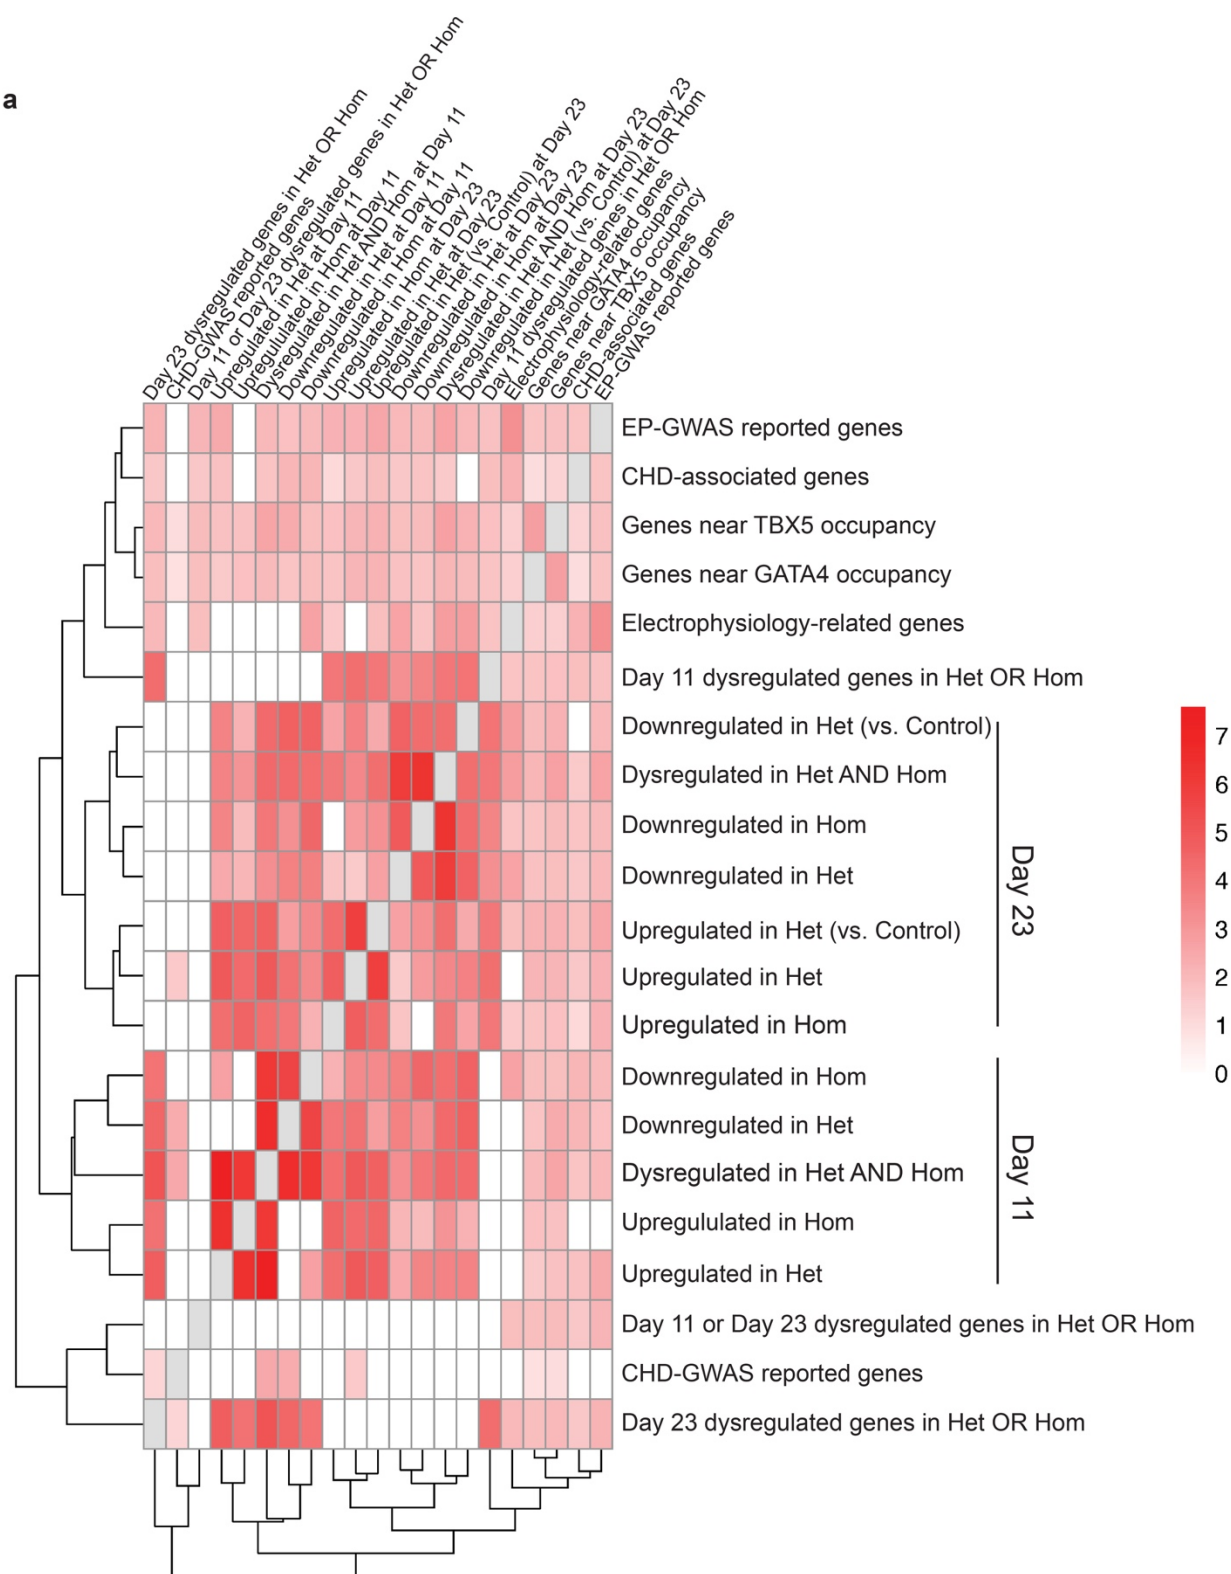 a
Day 23 dysregulated genes in Het OR Hom
CHD-GWAS reported genes
Day 11 or Day 23 dysregulated genes in Het OR Hom
Upregulated in Het at Day 11
Upregululated in Hom at Day 11
Dysregulated in Het AND Hom at Day 11
Downregulated in Het at Day 11
Downregulated in Hom at Day 11
Upregulated in Hom at Day 23
Upregulated in Het at Day 23
Upregulated in Het (vs. Control) at Day 23
Downregulated in Het at Day 23
Downregulated in Hom at Day 23
Dysregulated in Het AND Hom at Day 23
Downregulated in Het (vs. Control) at Day 23
Day 11 dysregulated genes in Het OR Hom
Electrophysiology-related genes
Genes near GATA4 occupancy
Genes near TBX5 occupancy
CHD-associated genes
EP-GWAS reported genes
EP-GWAS reported genes
CHD-associated genes
Genes near TBX5 occupancy
Genes near GATA4 occupancy
Electrophysiology-related genes
Day 11 dysregulated genes in Het OR Hom
Downregulated in Het (vs. Control)
Dysregulated in Het AND Hom
Downregulated in Hom
Downregulated in Het
Upregulated in Het (vs. Control)
Upregulated in Het
Upregulated in Hom
Day 23
Downregulated in Hom
Downregulated in Het
Dysregulated in Het AND Hom
Upregululated in Hom
Upregulated in Het
Day 11
Day 11 or Day 23 dysregulated genes in Het OR Hom
CHD-GWAS reported genes
Day 23 dysregulated genes in Het OR Hom
7
6
5
4
3
2
1
0